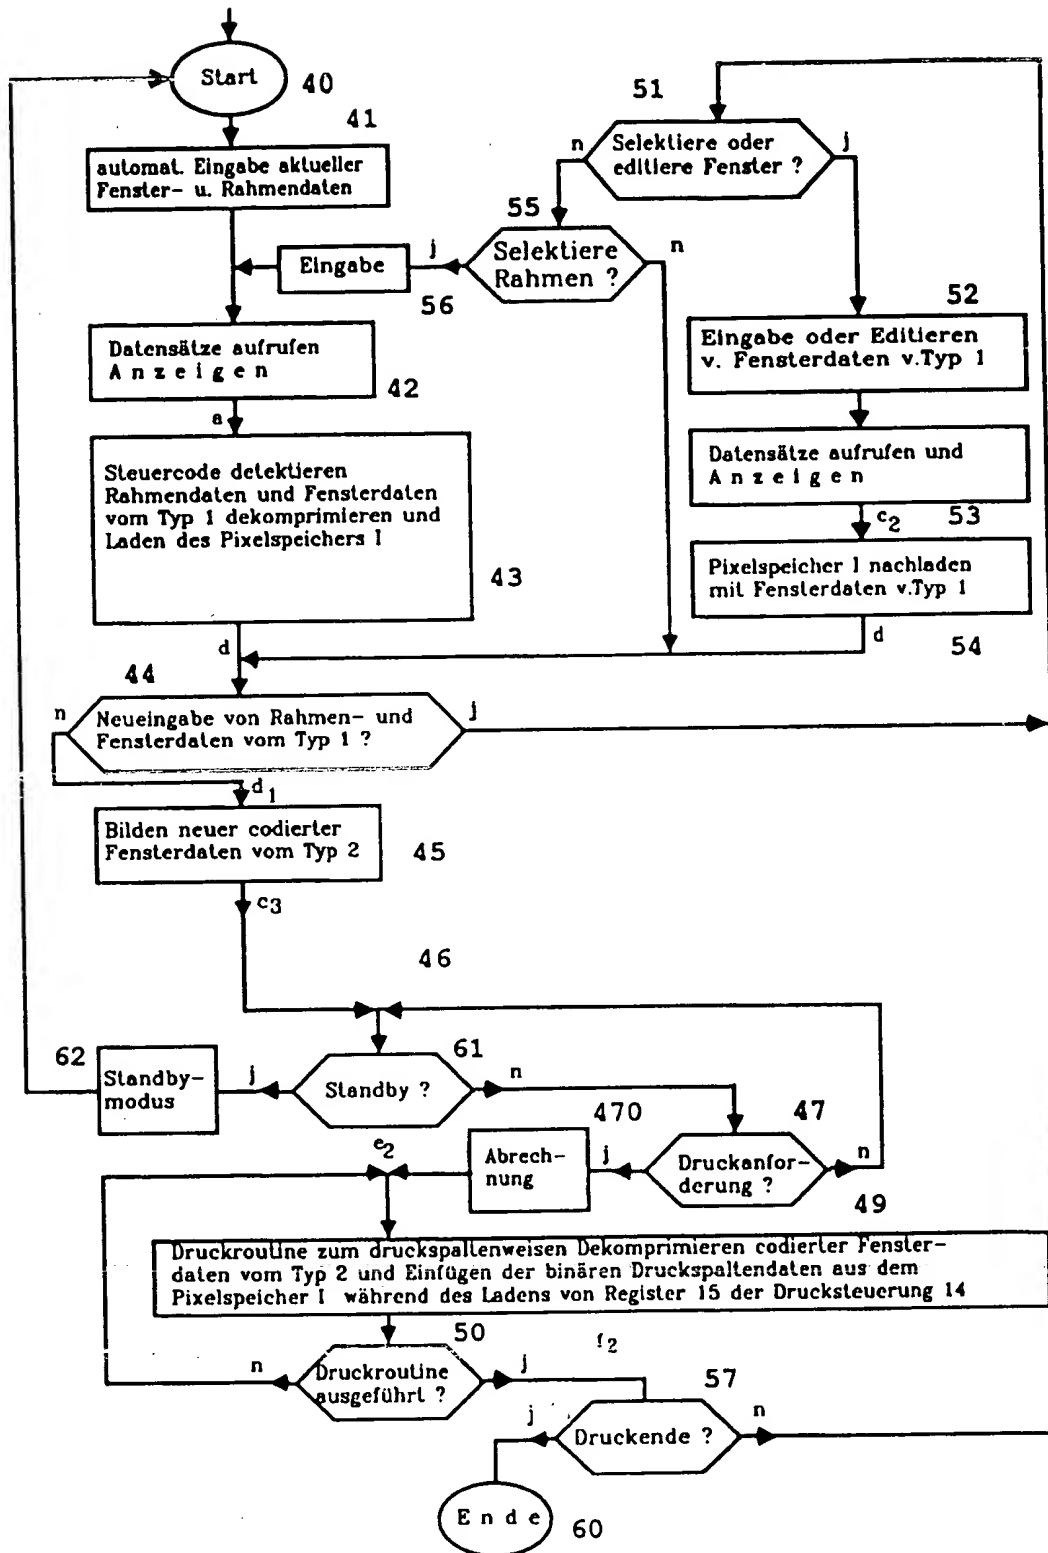 Start
40
41
automat. Eingabe aktueller
Fenster- u. Rahmendaten
51
n
Selektiere oder
editiere Fenster ?
j
55
Selektiere
Rahmen ?
j
n
Eingabe
56
52
Eingabe oder Editieren
v. Fensterdaten v.Typ 1
Datensätze aufrufen
Anzeigen
42
a
Datensätze aufrufen und
Anzeigen
c2
53
Steuercode detektieren
Rahmendaten und Fensterdaten
vom Typ 1 dekomprimieren und
Laden des Pixelspeichers I
43
Pixelspeicher I nachladen
mit Fensterdaten v.Typ 1
d
54
d
44
n
Neueingabe von Rahmen- und
Fensterdaten vom Typ 1 ?
j
d1
Bilden neuer codierter
Fensterdaten vom Typ 2
45
c3
46
62
Standby-
modus
j
Standby ?
61
n
470
47
e2
Abrech-
nung
j
Druckanfor-
derung ?
n
49
Druckroutine zum druckspaltenweisen Dekomprimieren codierter Fenster-
daten vom Typ 2 und Einfügen der binären Druckspaltendaten aus dem
Pixelspeicher I während des Ladens von Register 15 der Drucksteuerung 14
50
n
Druckroutine
ausgeführt ?
j
f2
57
j
Druckende ?
n
Ende
60